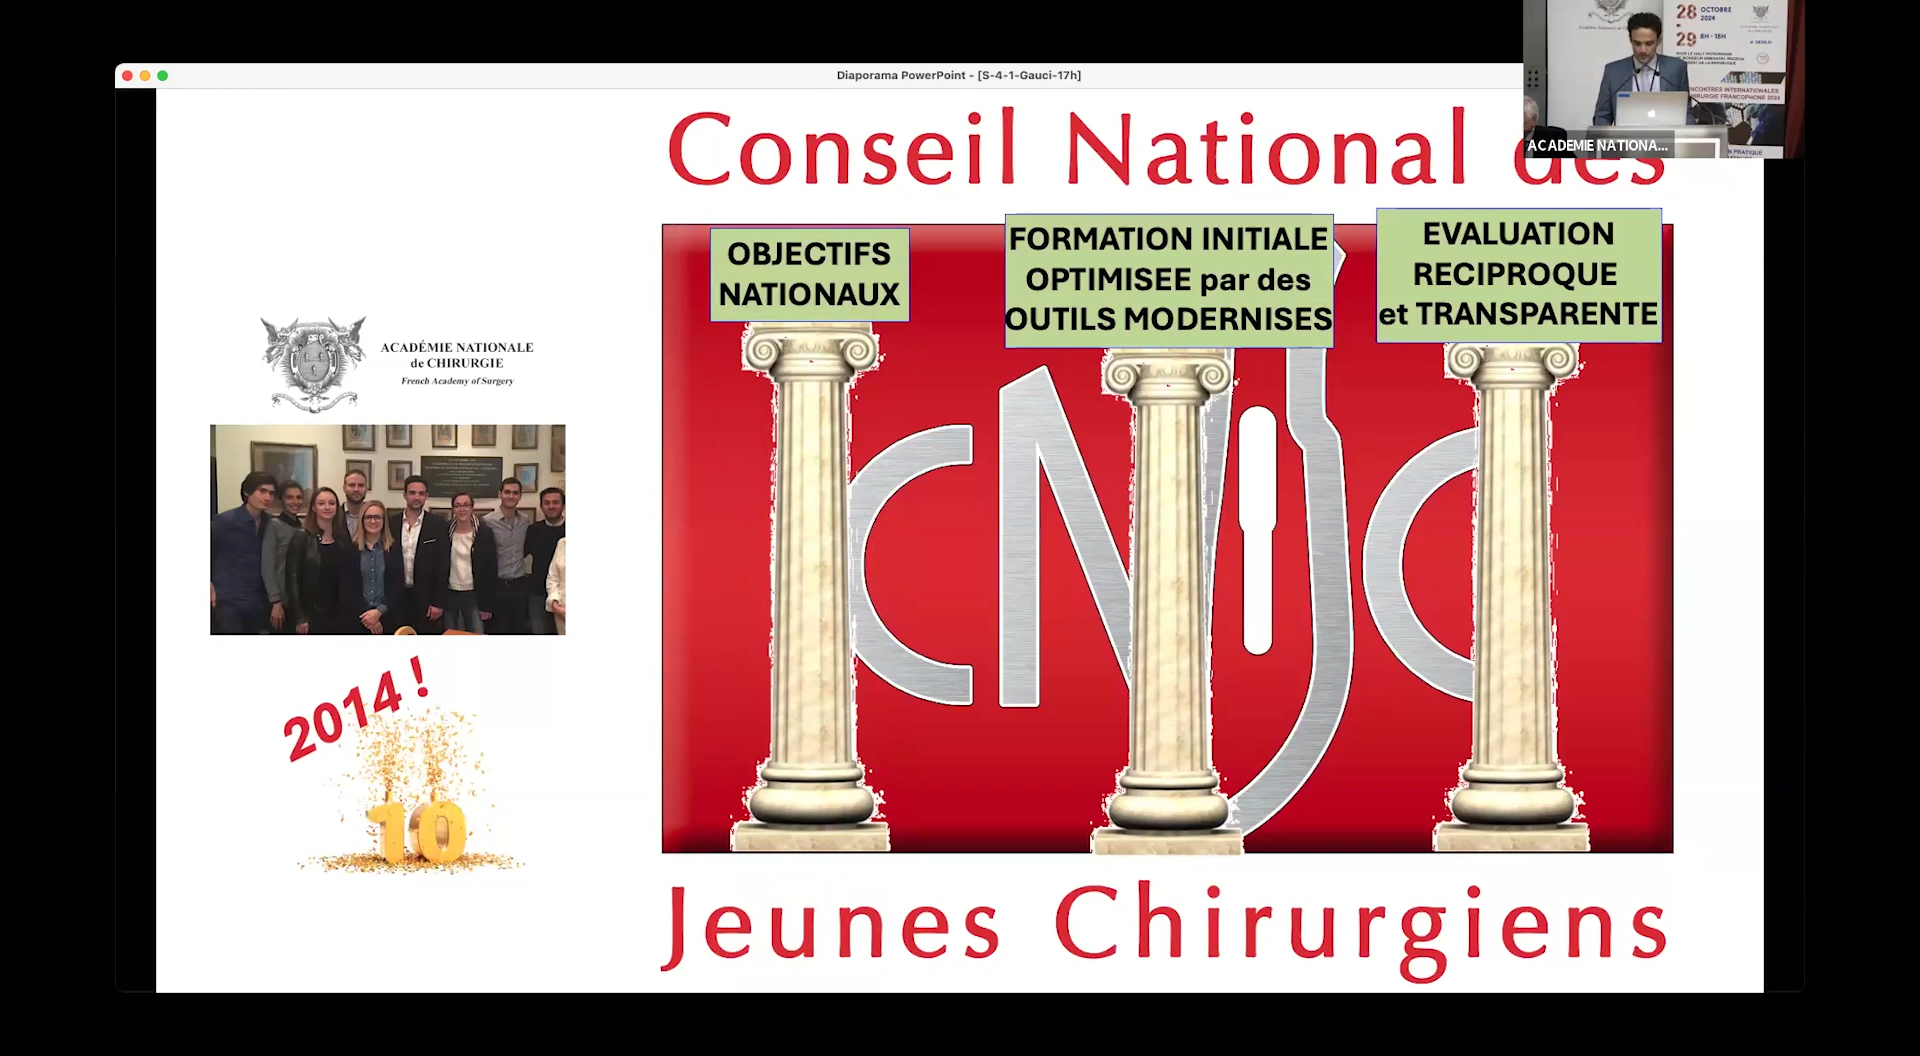 Diaporama PowerPoint - [S-4-1-Gauci-17h]
28 OCTOBRE
2024
29 8H - 18H
ACADEMIE NATIONA...
Conseil National des
OBJECTIFS
NATIONAUX
FORMATION INITIALE
OPTIMISEE par des
OUTILS MODERNISES
EVALUATION
RECIPROQUE
et TRANSPARENTE
ACADÉMIE NATIONALE
de CHIRURGIE
French Academy of Surgery
2014 !
10
CNJC
Jeunes Chirurgiens